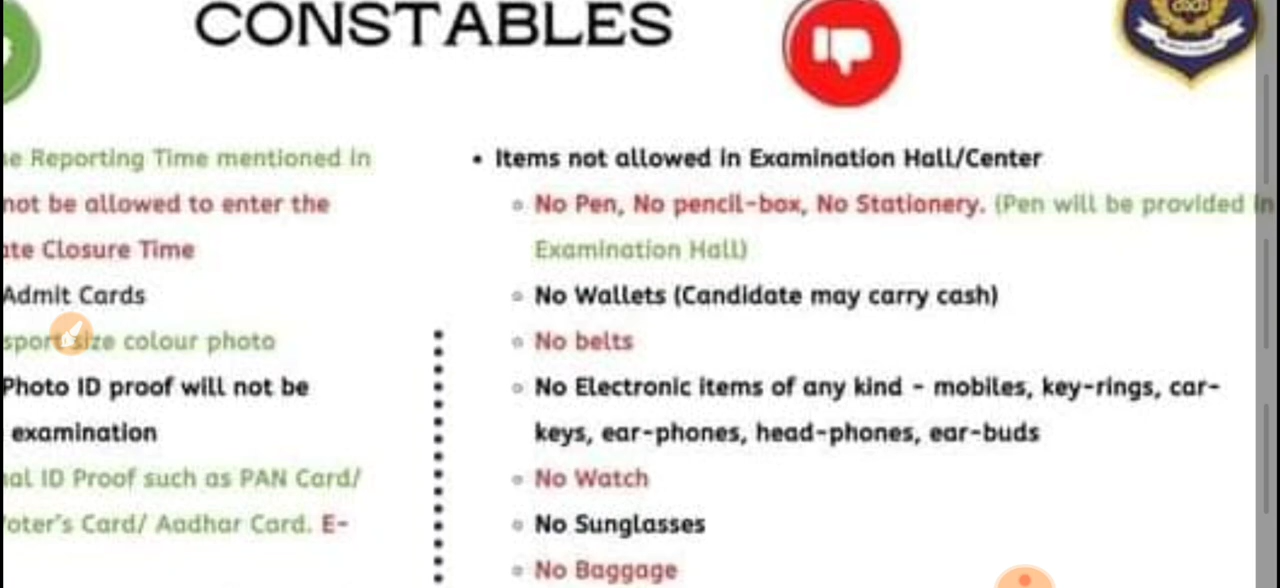 CONSTABLES
e Reporting Time mentioned in
not be allowed to enter the
ate Closure Time
Admit Cards
sport size colour photo
Photo ID proof will not be
examination
al ID Proof such as PAN Card/
oter's Card/ Aadhar Card. E-
• Items not allowed in Examination Hall/Center
No Pen, No pencil-box, No Stationery. (Pen will be provided in
Examination Hall)
No Wallets (Candidate may carry cash)
No belts
No Electronic items of any kind - mobiles, key-rings, car-
keys, ear-phones, head-phones, ear-buds
No Watch
No Sunglasses
No Baggage